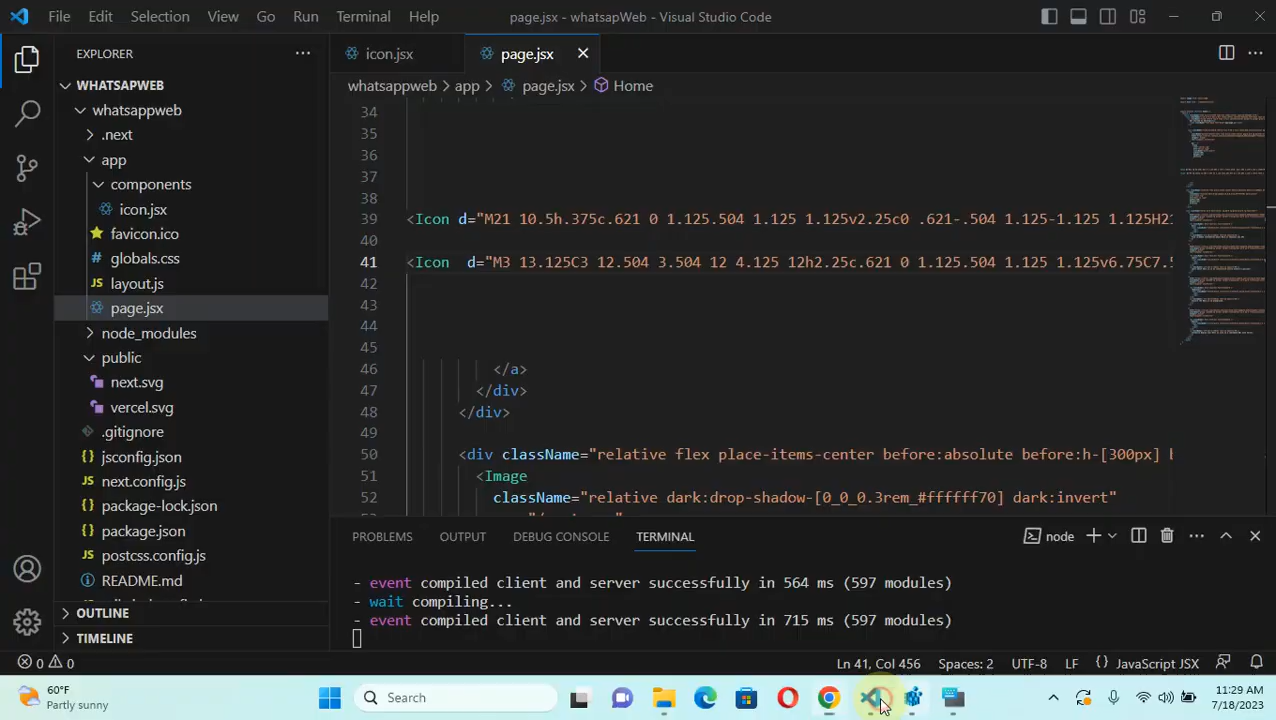 File Edit Selection View Go Run Terminal Help
page.jsx - whatsapWeb - Visual Studio Code
EXPLORER
WHATSAPWEB
whatsappweb
.next
app
components
icon.jsx
favicon.ico
globals.css
layout.js
page.jsx
node_modules
public
next.svg
vercel.svg
.gitignore
jsconfig.json
next.config.js
package-lock.json
package.json
postcss.config.js
README.md
OUTLINE
TIMELINE
icon.jsx page.jsx
whatsappweb > app > page.jsx > Home
34
35
36
37
38
39 <Icon d="M21 10.5h.375c.621 0 1.125.504 1.125 1.125v2.25c0 .621-.504 1.125-1.125 1.125H21
40
41 <Icon d="M3 13.125C3 12.504 3.504 12 4.125 12h2.25c.621 0 1.125.504 1.125 1.125v6.75C7.5
42
43
44
45
46 </a>
47 </div>
48 </div>
49
50 <div className="relative flex place-items-center before:absolute before:h-[300px]
51 <Image
52 className="relative dark:drop-shadow-[0_0_0.3rem_#ffffff70] dark:invert"
PROBLEMS OUTPUT DEBUG CONSOLE TERMINAL
node
- event compiled client and server successfully in 564 ms (597 modules)
- wait compiling...
- event compiled client and server successfully in 715 ms (597 modules)
0 0
Ln 41, Col 456 Spaces: 2 UTF-8 LF {} JavaScript JSX
60°F
Partly sunny
Search
11:29 AM
7/18/2023